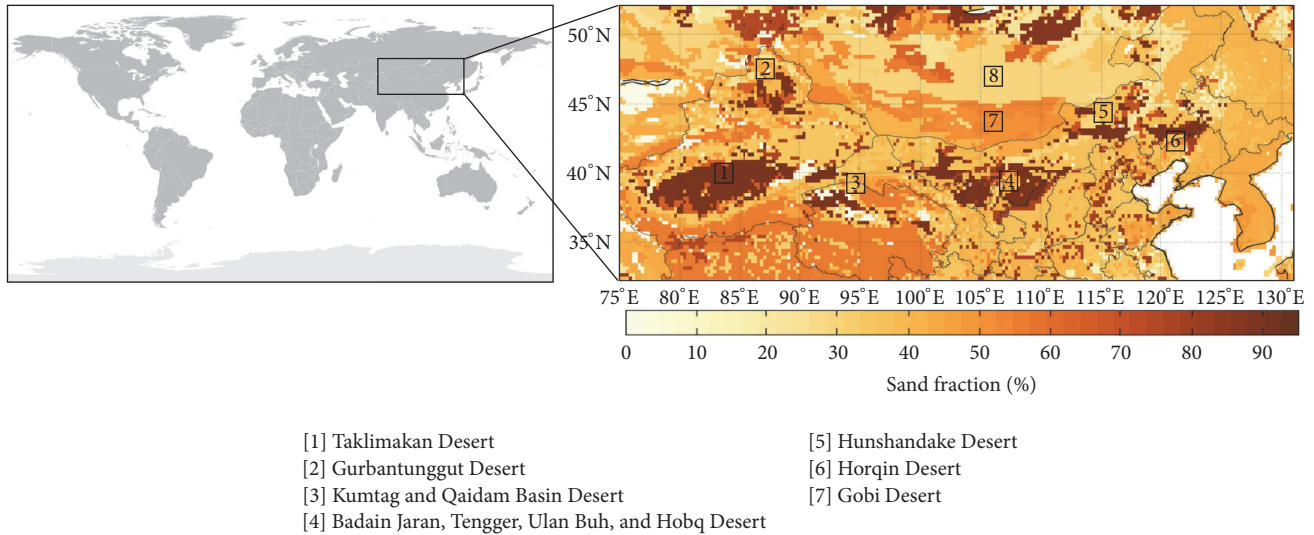 50°N
45°N
40°N
35°N
2
8
5
7
6
1
3
4
75°E 80°E 85°E 90°E 95°E 100°E 105°E 110°E 115°E 120°E 125°E 130°E
0 10 20 30 40 50 60 70 80 90
Sand fraction (%)
[1] Taklimakan Desert
[2] Gurbantunggut Desert
[3] Kumtag and Qaidam Basin Desert
[4] Badain Jaran, Tengger, Ulan Buh, and Hobq Desert
[5] Hunshandake Desert
[6] Horqin Desert
[7] Gobi Desert